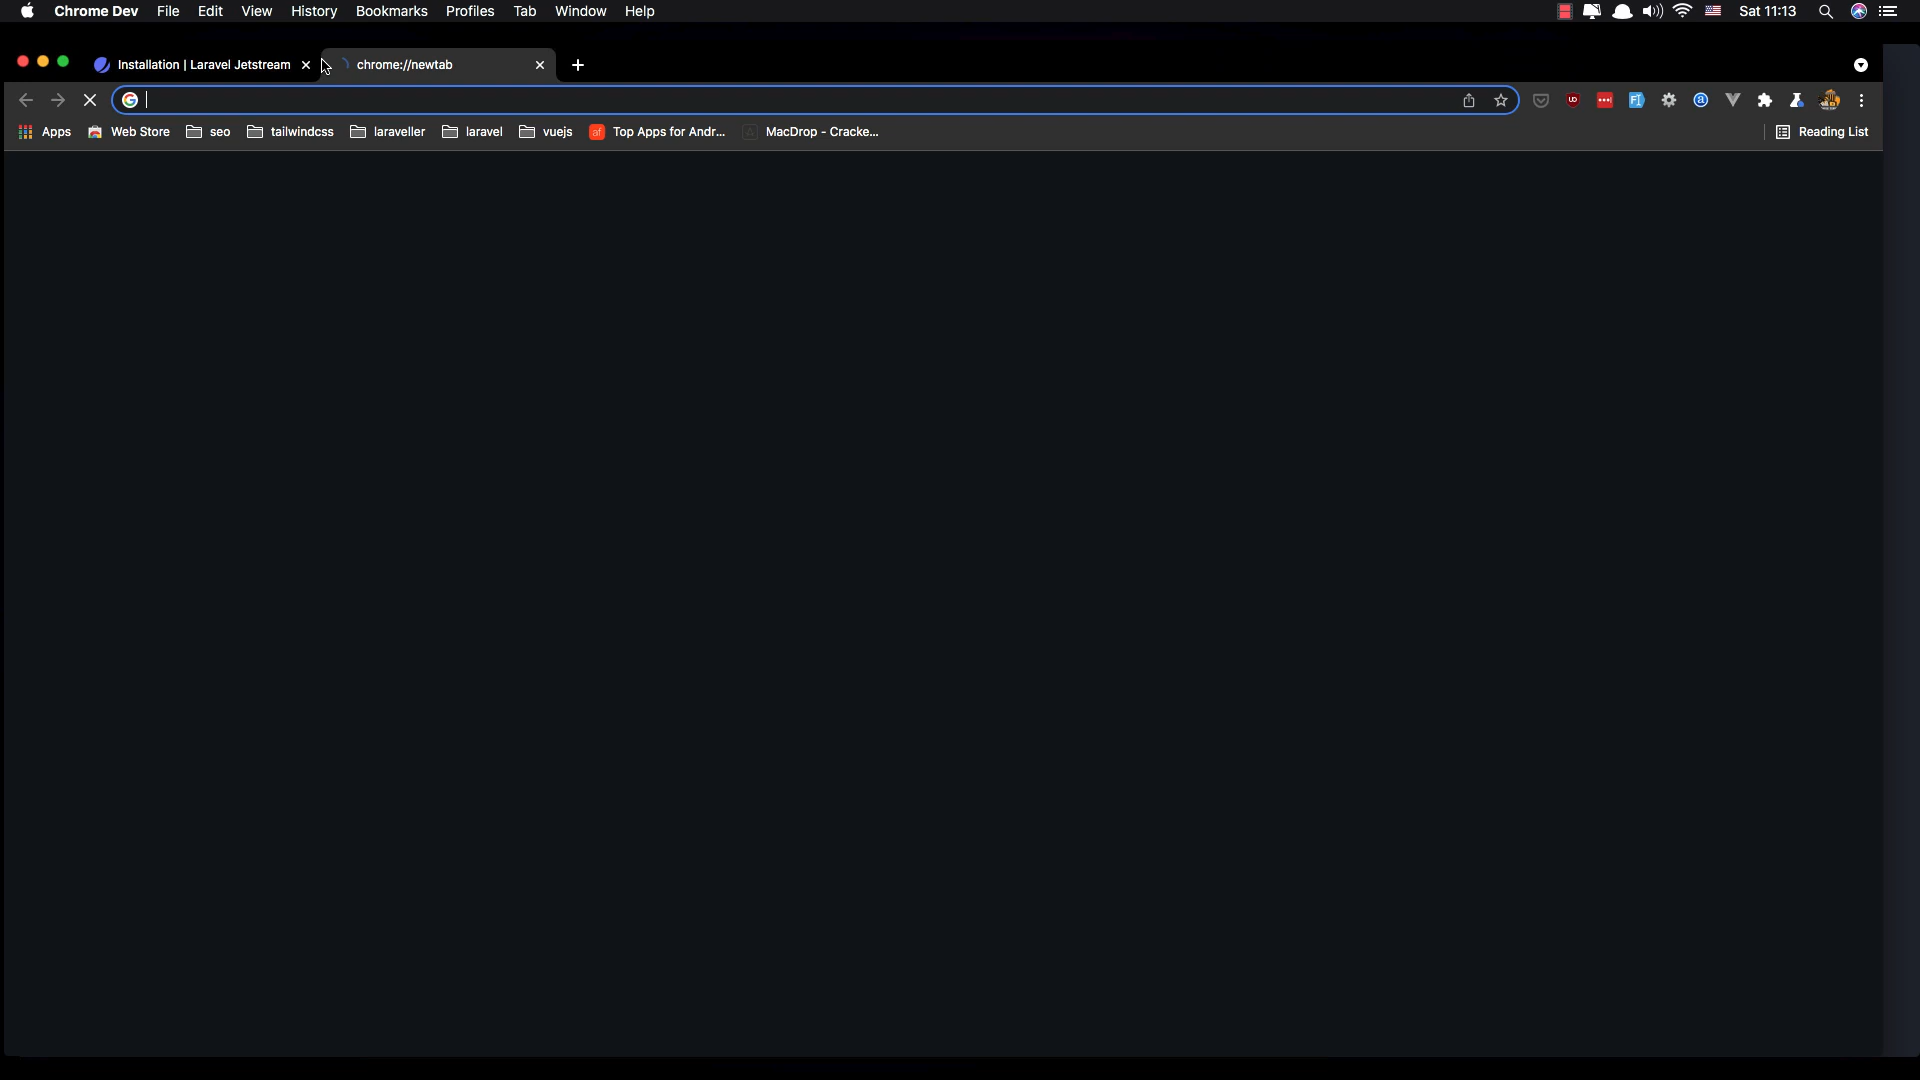 Chrome Dev File Edit View History Bookmarks Profiles Tab Window Help Sat 11:13
Installation | Laravel Jetstream chrome://newtab
Apps Web Store seo tailwindcss laraveller laravel vuejs Top Apps for Andr... MacDrop - Cracke... Reading List